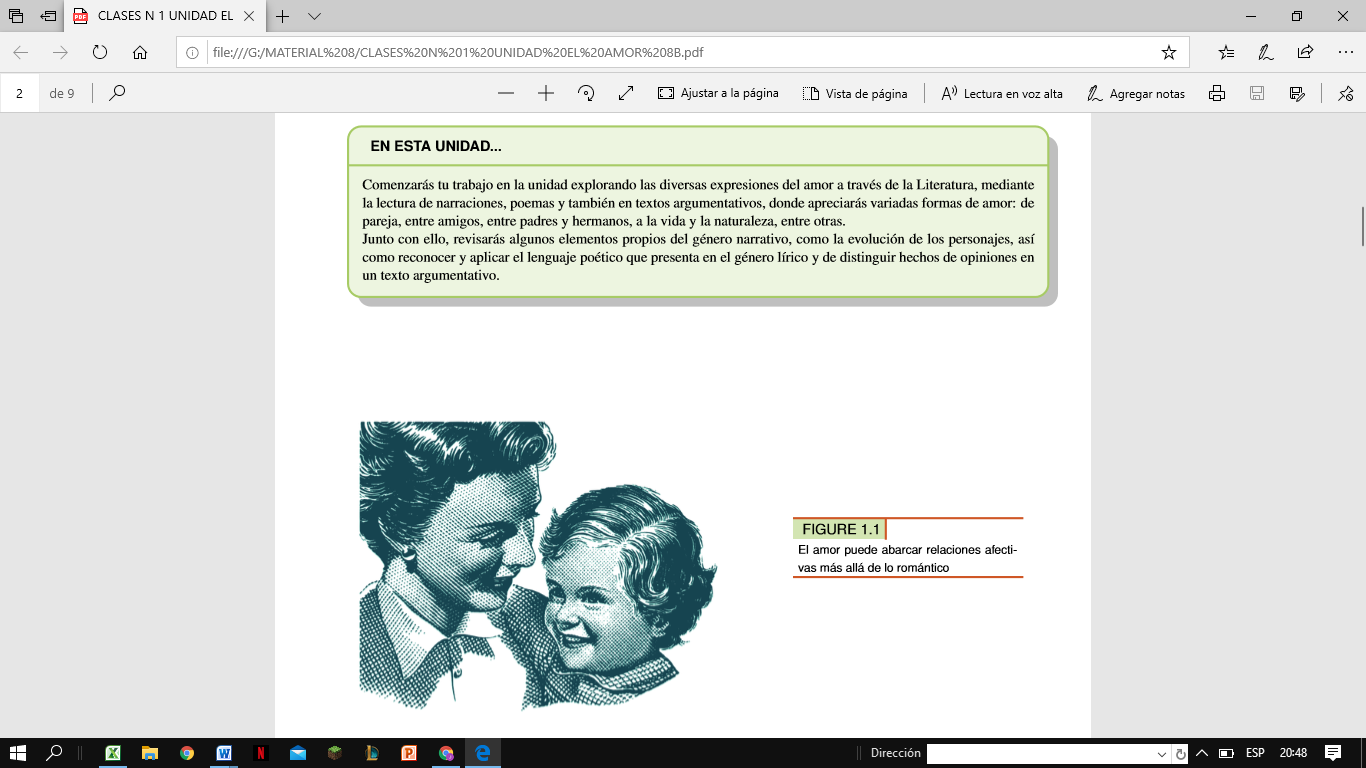 CLASES N 1 UNIDAD EL
file:///G:/MATERIAL%208/CLASES%20N%201%20UNIDAD%20EL%20AMOR%208B.pdf
2 de 9 Ajustar a la página Vista de página Lectura en voz alta Agregar notas
EN ESTA UNIDAD...
Comenzarás tu trabajo en la unidad explorando las diversas expresiones del amor a través de la Literatura, mediante
la lectura de narraciones, poemas y también en textos argumentativos, donde apreciarás variadas formas de amor: de
pareja, entre amigos, entre padres y hermanos, a la vida y la naturaleza, entre otras.
Junto con ello, revisarás algunos elementos propios del género narrativo, como la evolución de los personajes, así
como reconocer y aplicar el lenguaje poético que presenta en el género lírico y de distinguir hechos de opiniones en
un texto argumentativo.
FIGURE 1.1
El amor puede abarcar relaciones afecti-
vas más allá de lo romántico
Dirección ESP 20:48